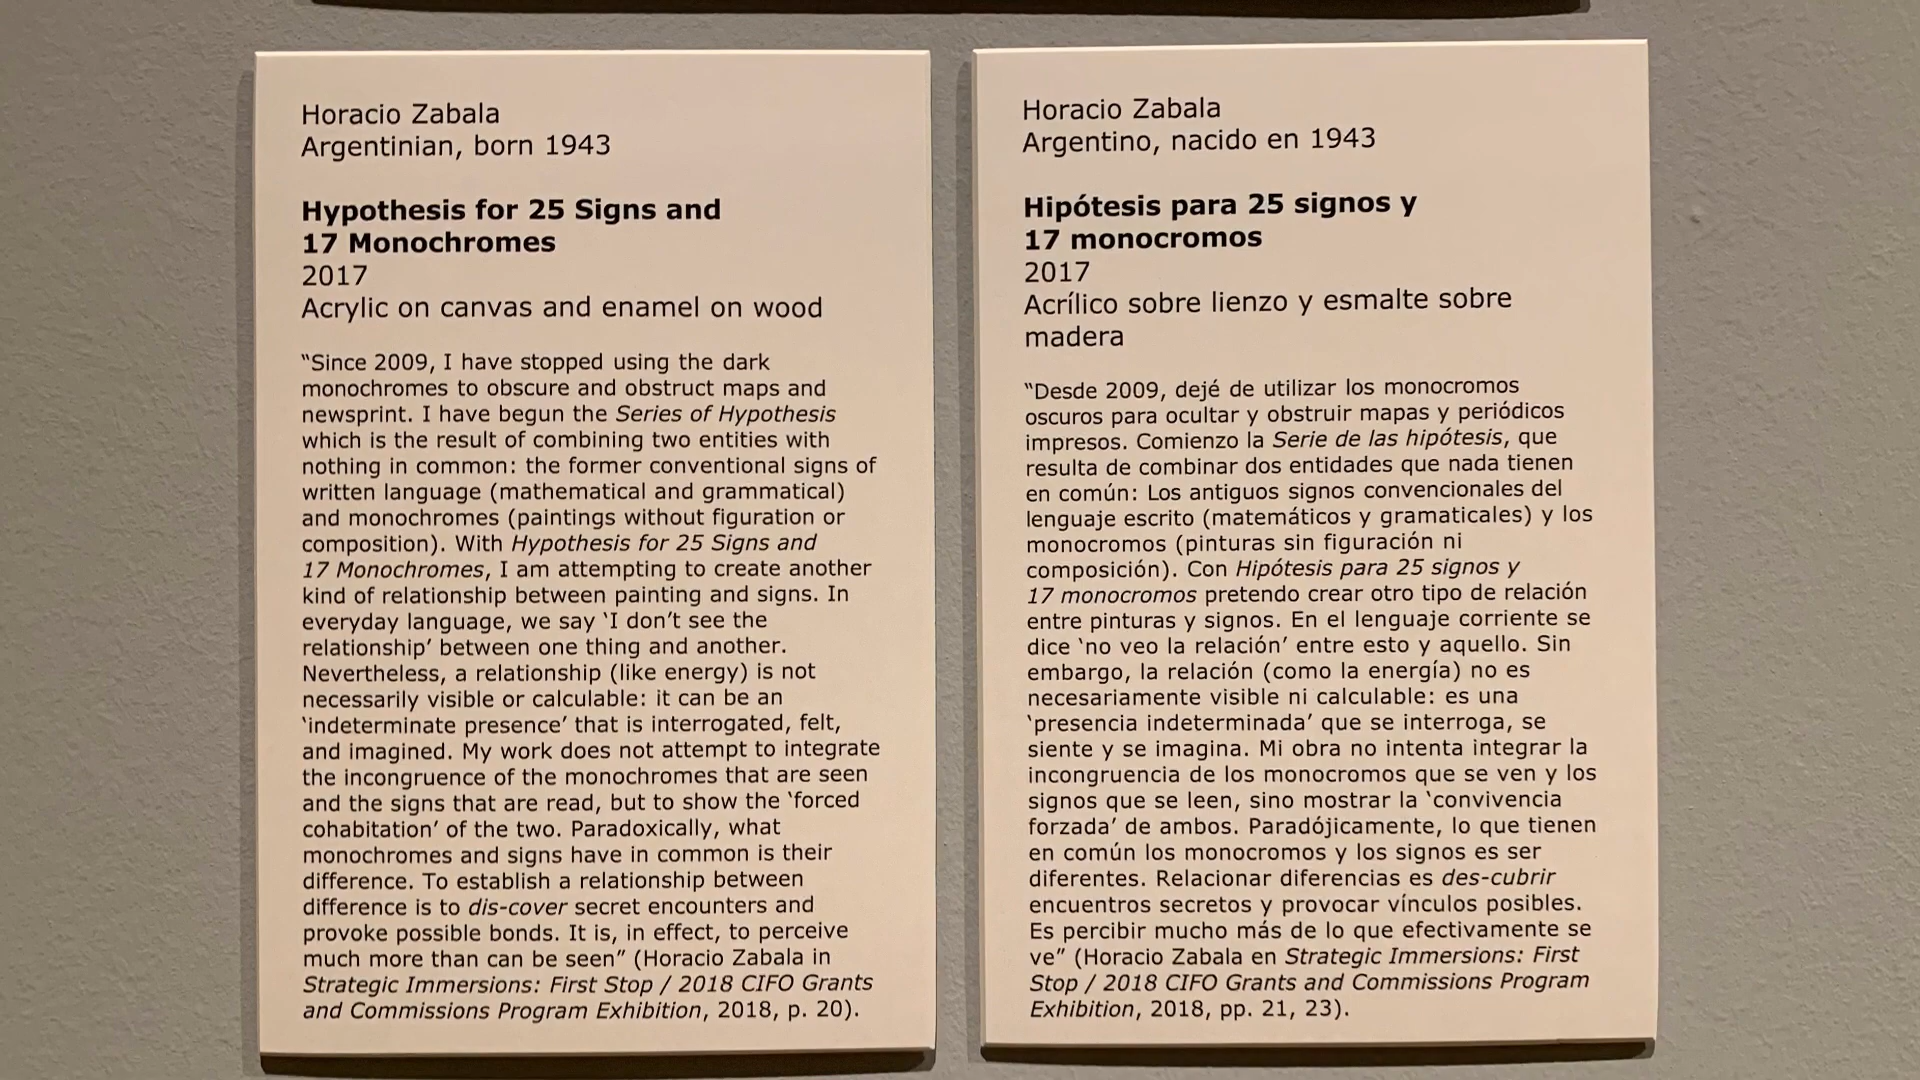 Horacio Zabala
Argentinian, born 1943
Hypothesis for 25 Signs and
17 Monochromes
2017
Acrylic on canvas and enamel on wood
“Since 2009, I have stopped using the dark
monochromes to obscure and obstruct maps and
newsprint. I have begun the Series of Hypothesis
which is the result of combining two entities with
nothing in common: the former conventional signs of
written language (mathematical and grammatical)
and monochromes (paintings without figuration or
composition). With Hypothesis for 25 Signs and
17 Monochromes, I am attempting to create another
kind of relationship between painting and signs. In
everyday language, we say ‘I don’t see the
relationship’ between one thing and another.
Nevertheless, a relationship (like energy) is not
necessarily visible or calculable: it can be an
‘indeterminate presence’ that is interrogated, felt,
and imagined. My work does not attempt to integrate
the incongruence of the monochromes that are seen
and the signs that are read, but to show the ‘forced
cohabitation’ of the two. Paradoxically, what
monochromes and signs have in common is their
difference. To establish a relationship between
difference is to dis-cover secret encounters and
provoke possible bonds. It is, in effect, to perceive
much more than can be seen” (Horacio Zabala in
Strategic Immersions: First Stop / 2018 CIFO Grants
and Commissions Program Exhibition, 2018, p. 20).
Horacio Zabala
Argentino, nacido en 1943
Hipótesis para 25 signos y
17 monocromos
2017
Acrílico sobre lienzo y esmalte sobre
madera
“Desde 2009, dejé de utilizar los monocromos
oscuros para ocultar y obstruir mapas y periódicos
impresos. Comienzo la Serie de las hipótesis, que
resulta de combinar dos entidades que nada tienen
en común: Los antiguos signos convencionales del
lenguaje escrito (matemáticos y gramaticales) y los
monocromos (pinturas sin figuración ni
composición). Con Hipótesis para 25 signos y
17 monocromos pretendo crear otro tipo de relación
entre pinturas y signos. En el lenguaje corriente se
dice ‘no veo la relación’ entre esto y aquello. Sin
embargo, la relación (como la energía) no es
necesariamente visible ni calculable: es una
‘presencia indeterminada’ que se interroga, se
siente y se imagina. Mi obra no intenta integrar la
incongruencia de los monocromos que se ven y los
signos que se leen, sino mostrar la ‘convivencia
forzada’ de ambos. Paradójicamente, lo que tienen
en común los monocromos y los signos es ser
diferentes. Relacionar diferencias es des-cubrir
encuentros secretos y provocar vínculos posibles.
Es percibir mucho más de lo que efectivamente se
ve” (Horacio Zabala en Strategic Immersions: First
Stop / 2018 CIFO Grants and Commissions Program
Exhibition, 2018, pp. 21, 23).